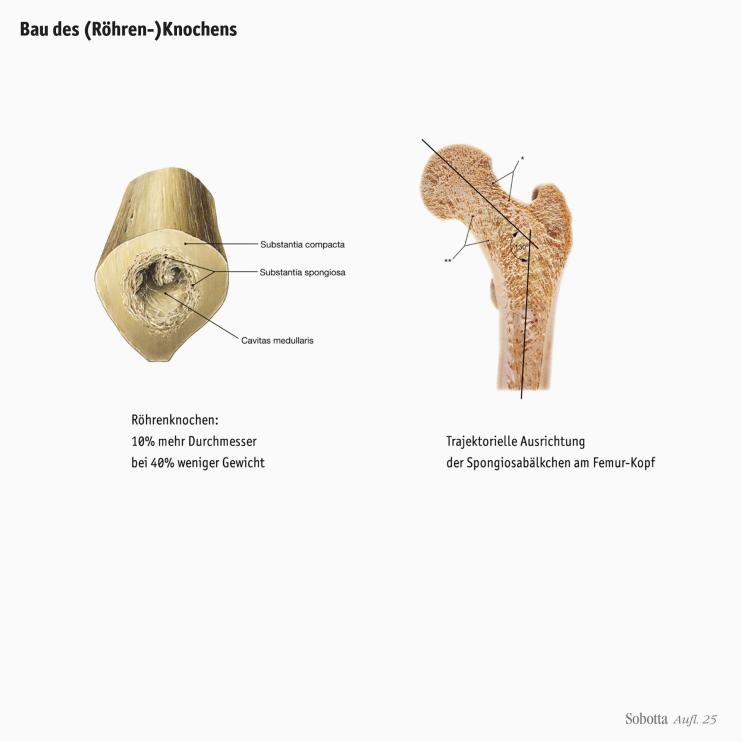 Bau des (Röhren-)Knochens
Substantia compacta
Substantia spongiosa
Cavitas medullaris
*
**
130°
Röhrenknochen:
10% mehr Durchmesser
bei 40% weniger Gewicht
Trajektorielle Ausrichtung
der Spongiosabälkchen am Femur-Kopf
Sobotta Aufl. 25